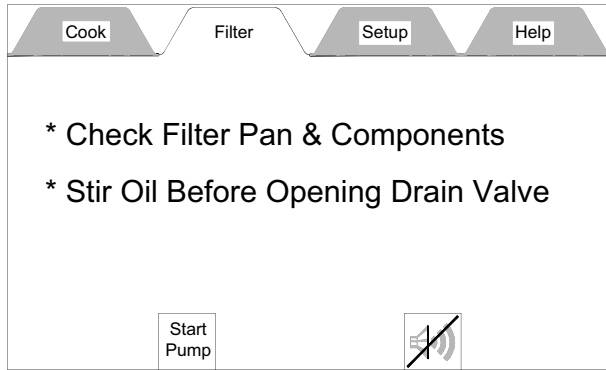 Cook Filter Setup Help
* Check Filter Pan & Components
* Stir Oil Before Opening Drain Valve
Start
Pump